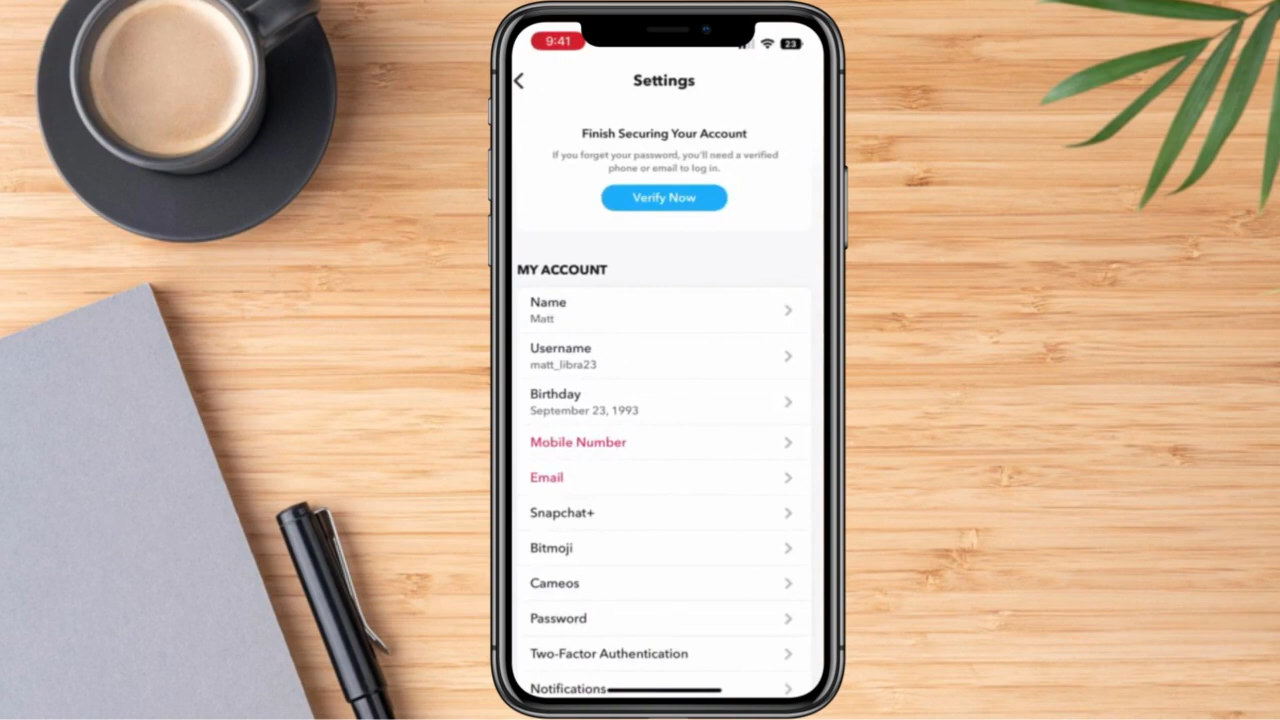 9:41
23
Settings
Finish Securing Your Account
If you forget your password, you'll need a verified
phone or email to log in.
Verify Now
MY ACCOUNT
Name
Matt
Username
matt_libra23
Birthday
September 23, 1993
Mobile Number
Email
Snapchat+
Bitmoji
Cameos
Password
Two-Factor Authentication
Notifications